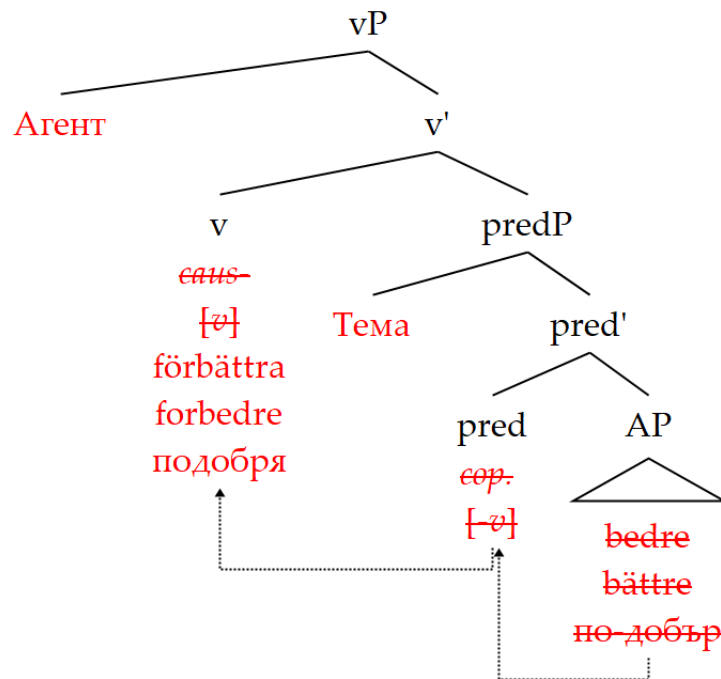 vP
Агент
v'
v
predP
caus-
[v]
förbättra
forbedre
подобря
Тема
pred'
pred
AP
cop.
[-v]
bedre
bättre
по-добър